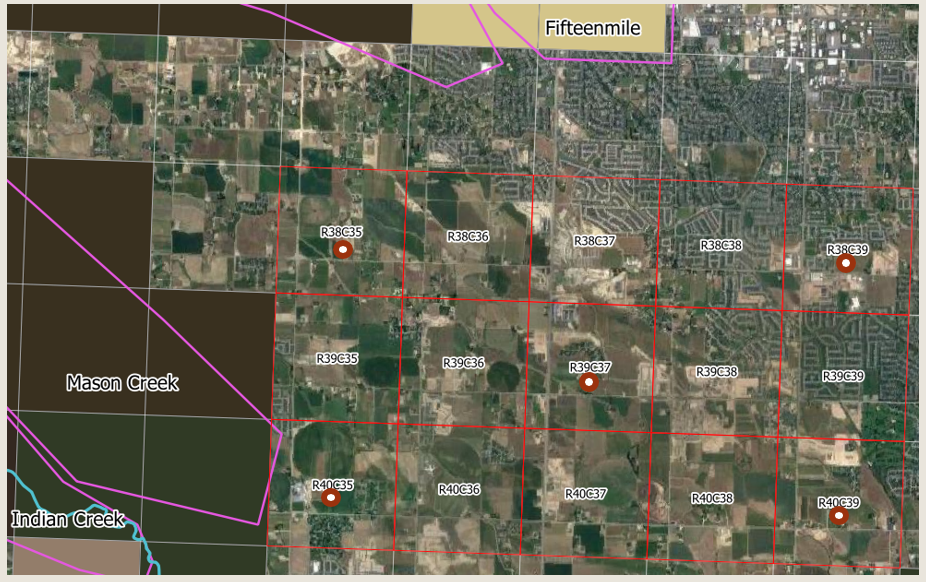 Fifteenmile
R38C35
R38C36
R38C37
R38C38
R38C39
R39C35
R39C36
R39C37
R39C38
R39C39
Mason Creek
R40C35
R40C36
R40C37
R40C38
R40C39
Indian Creek